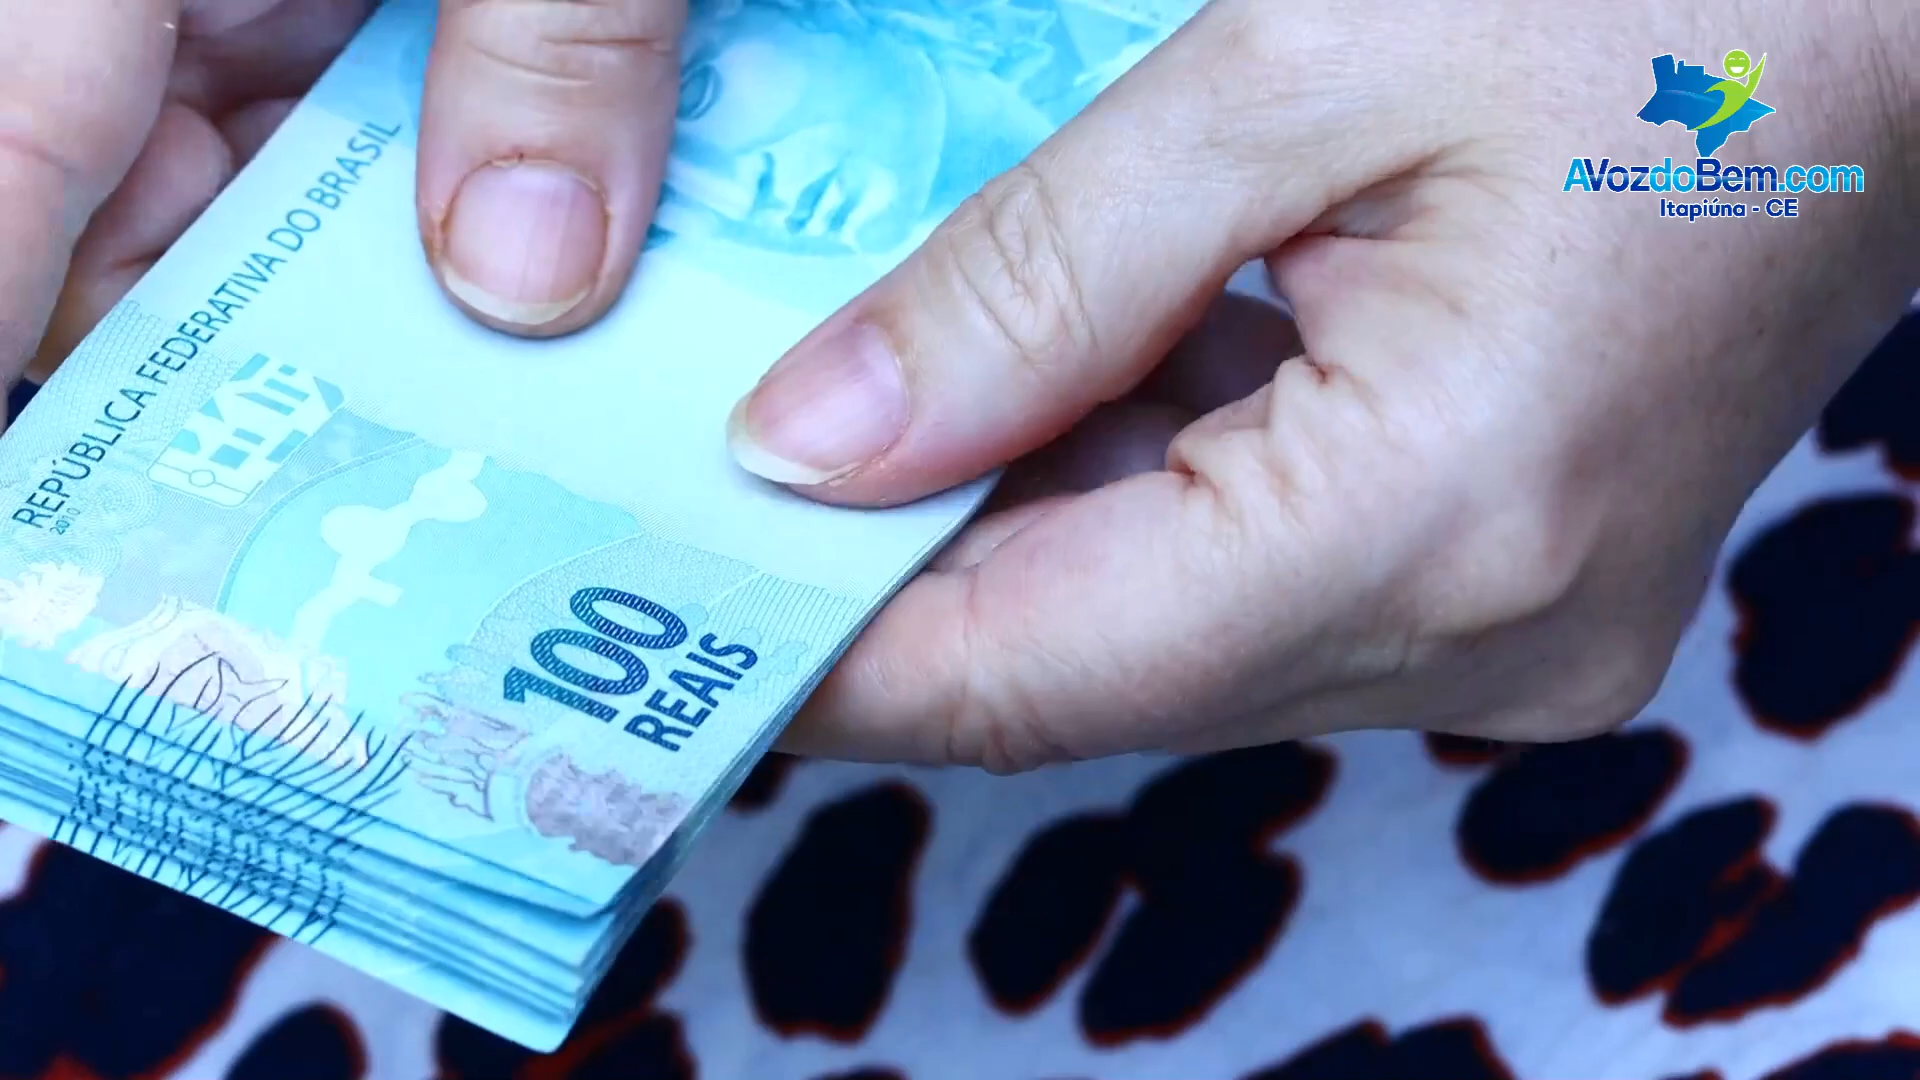 REPÚBLICA FEDERATIVA DO BRASIL
2010
100
REAIS
AVozdoBem.com
Itapiúna - CE